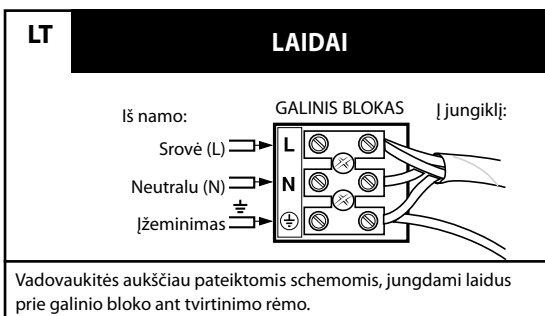 LT
LAIDAI
Iš namo:
GALINIS BLOKAS
Į jungiklį:
Srovė (L)
L
Neutralu (N)
N
Įžeminimas
Vadovaukitės aukščiau pateiktomis schemomis, jungdami laidus
prie galinio bloko ant tvirtinimo rėmo.